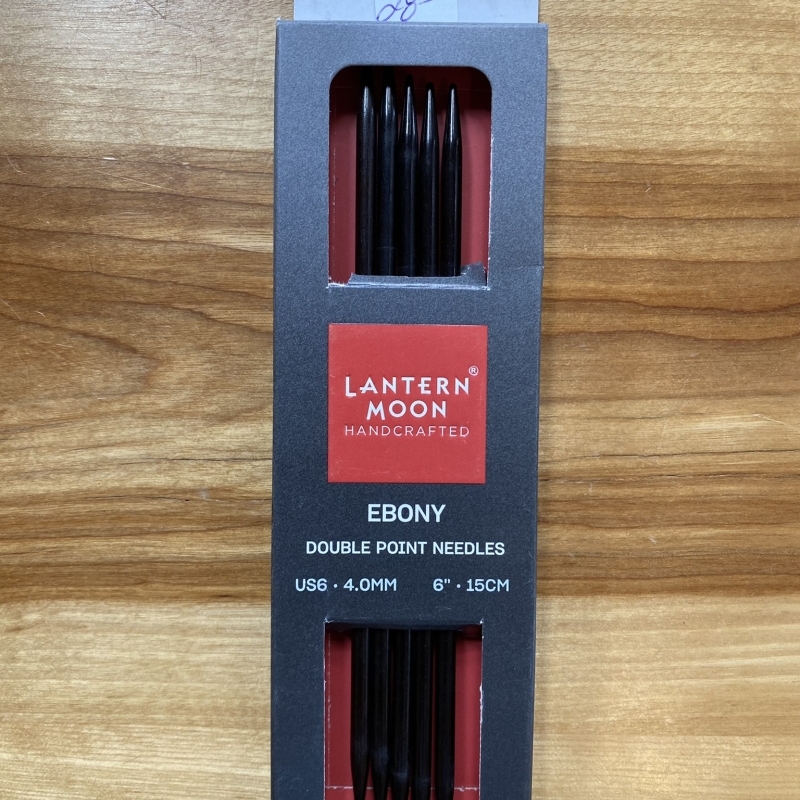 LANTERN®
MOON
HANDCRAFTED
EBONY
DOUBLE POINT NEEDLES
US6 • 4.0MM 6" • 15CM